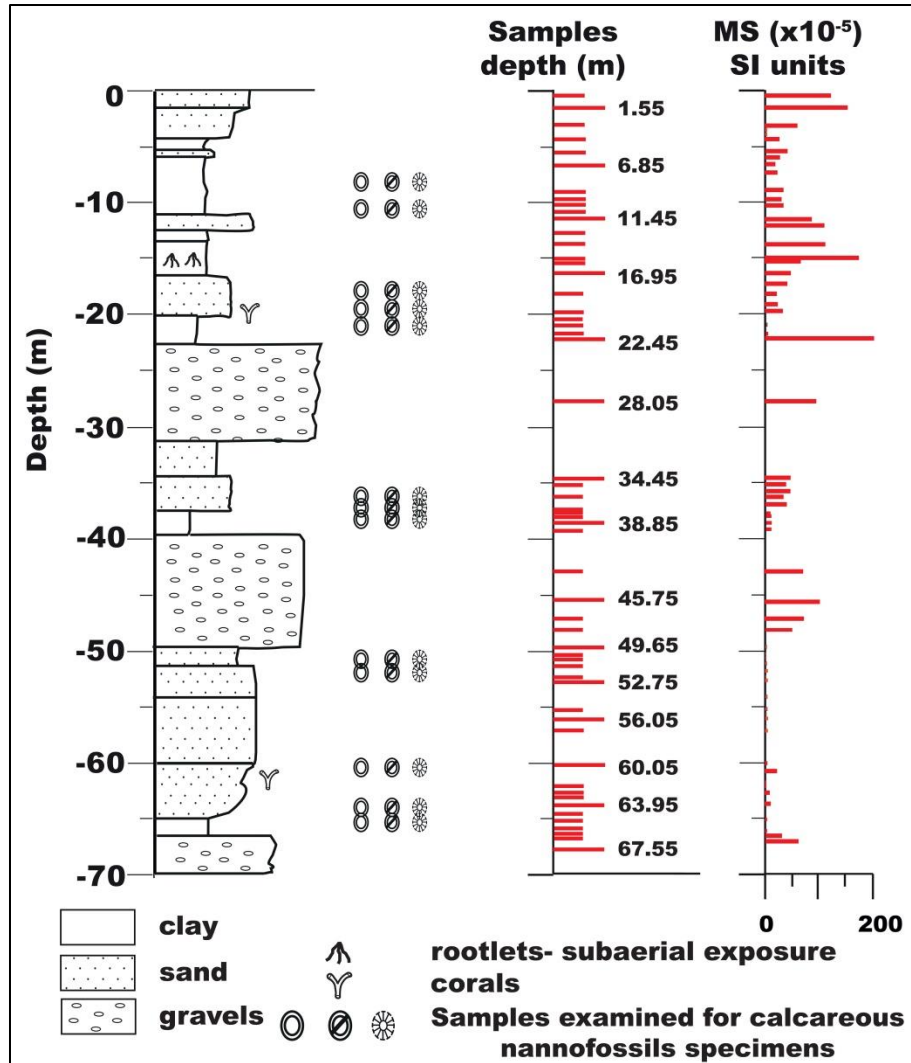 Samples depth (m)
MS (x10⁻⁵) SI units
Depth (m)
0
-10
-20
-30
-40
-50
-60
-70
1.55
6.85
11.45
16.95
22.45
28.05
34.45
38.85
45.75
49.65
52.75
56.05
60.05
63.95
67.55
0 200
clay
sand
gravels
rootlets- subaerial exposure
corals
Samples examined for calcareous
nannofossils specimens